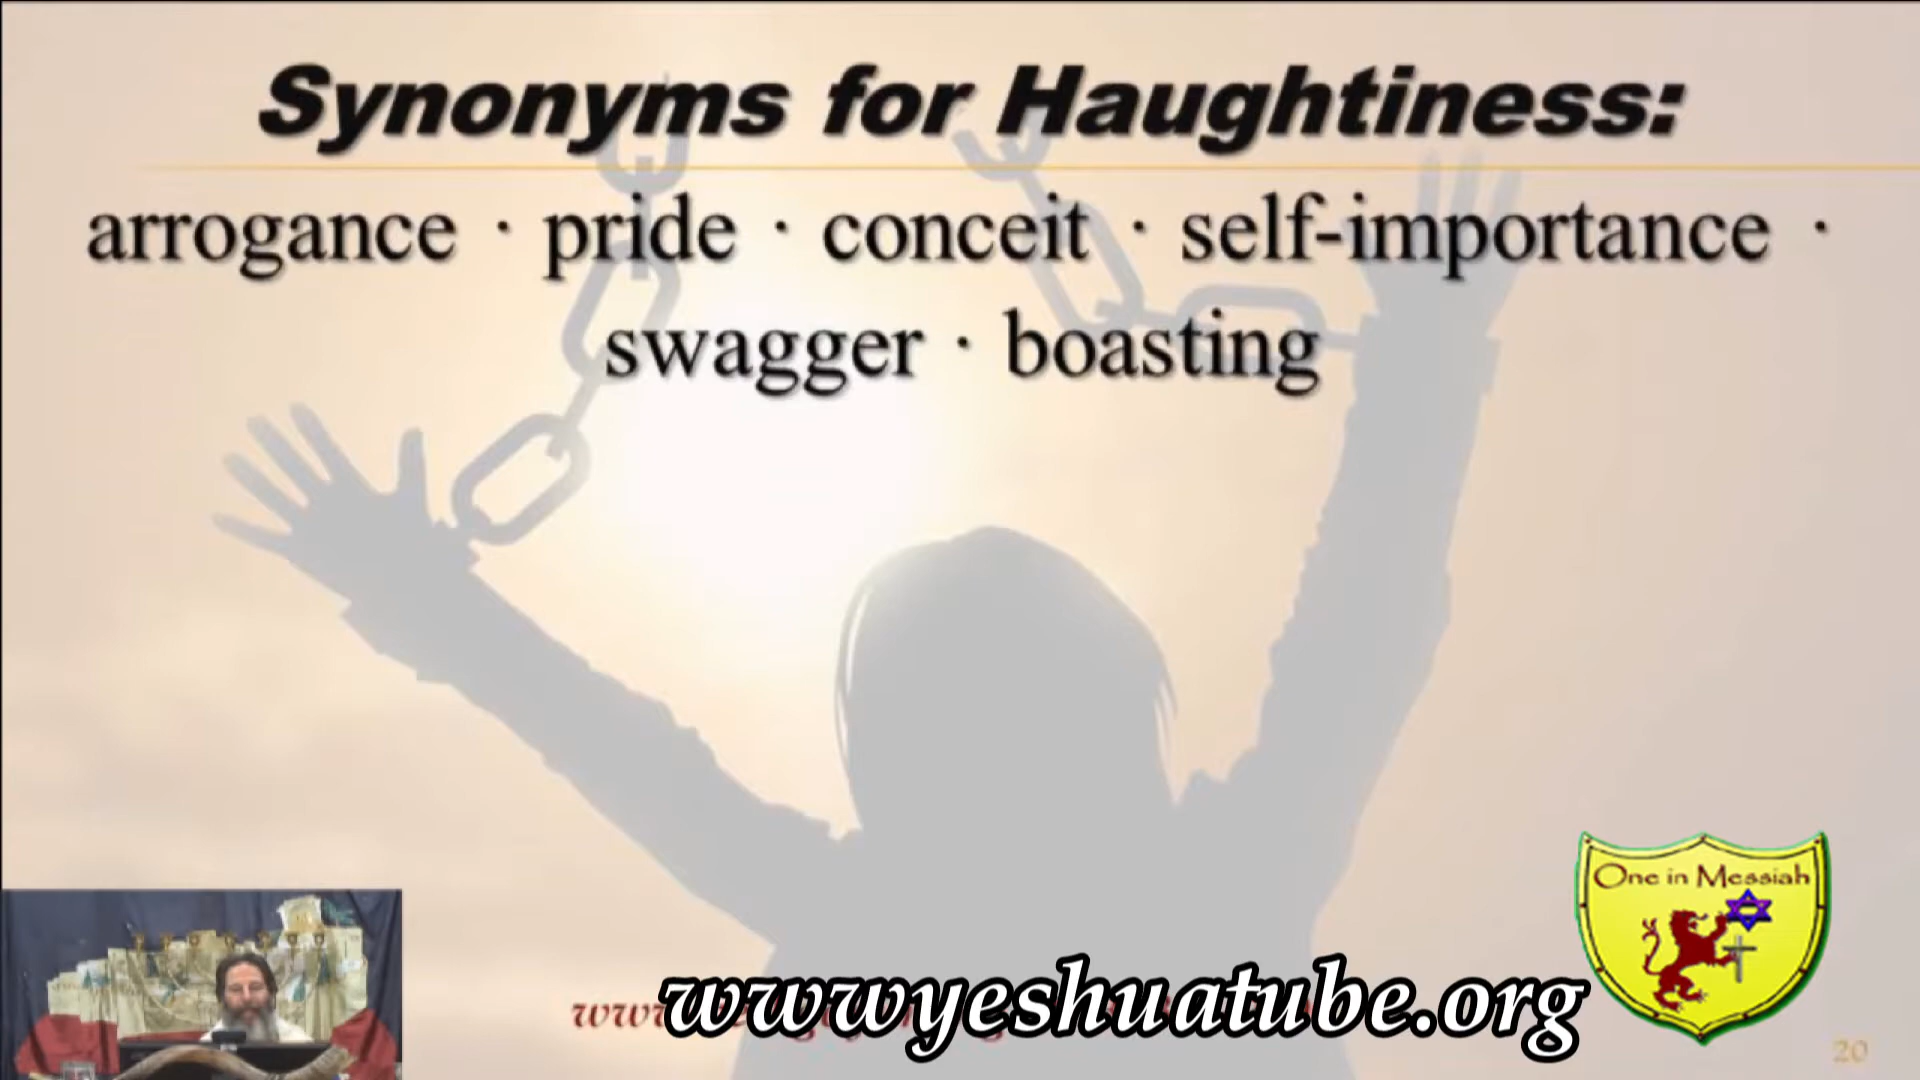 Synonyms for Haughtiness:
arrogance · pride · conceit · self-importance ·
swagger · boasting
One in Messiah
wwwyeshuatube.org
20